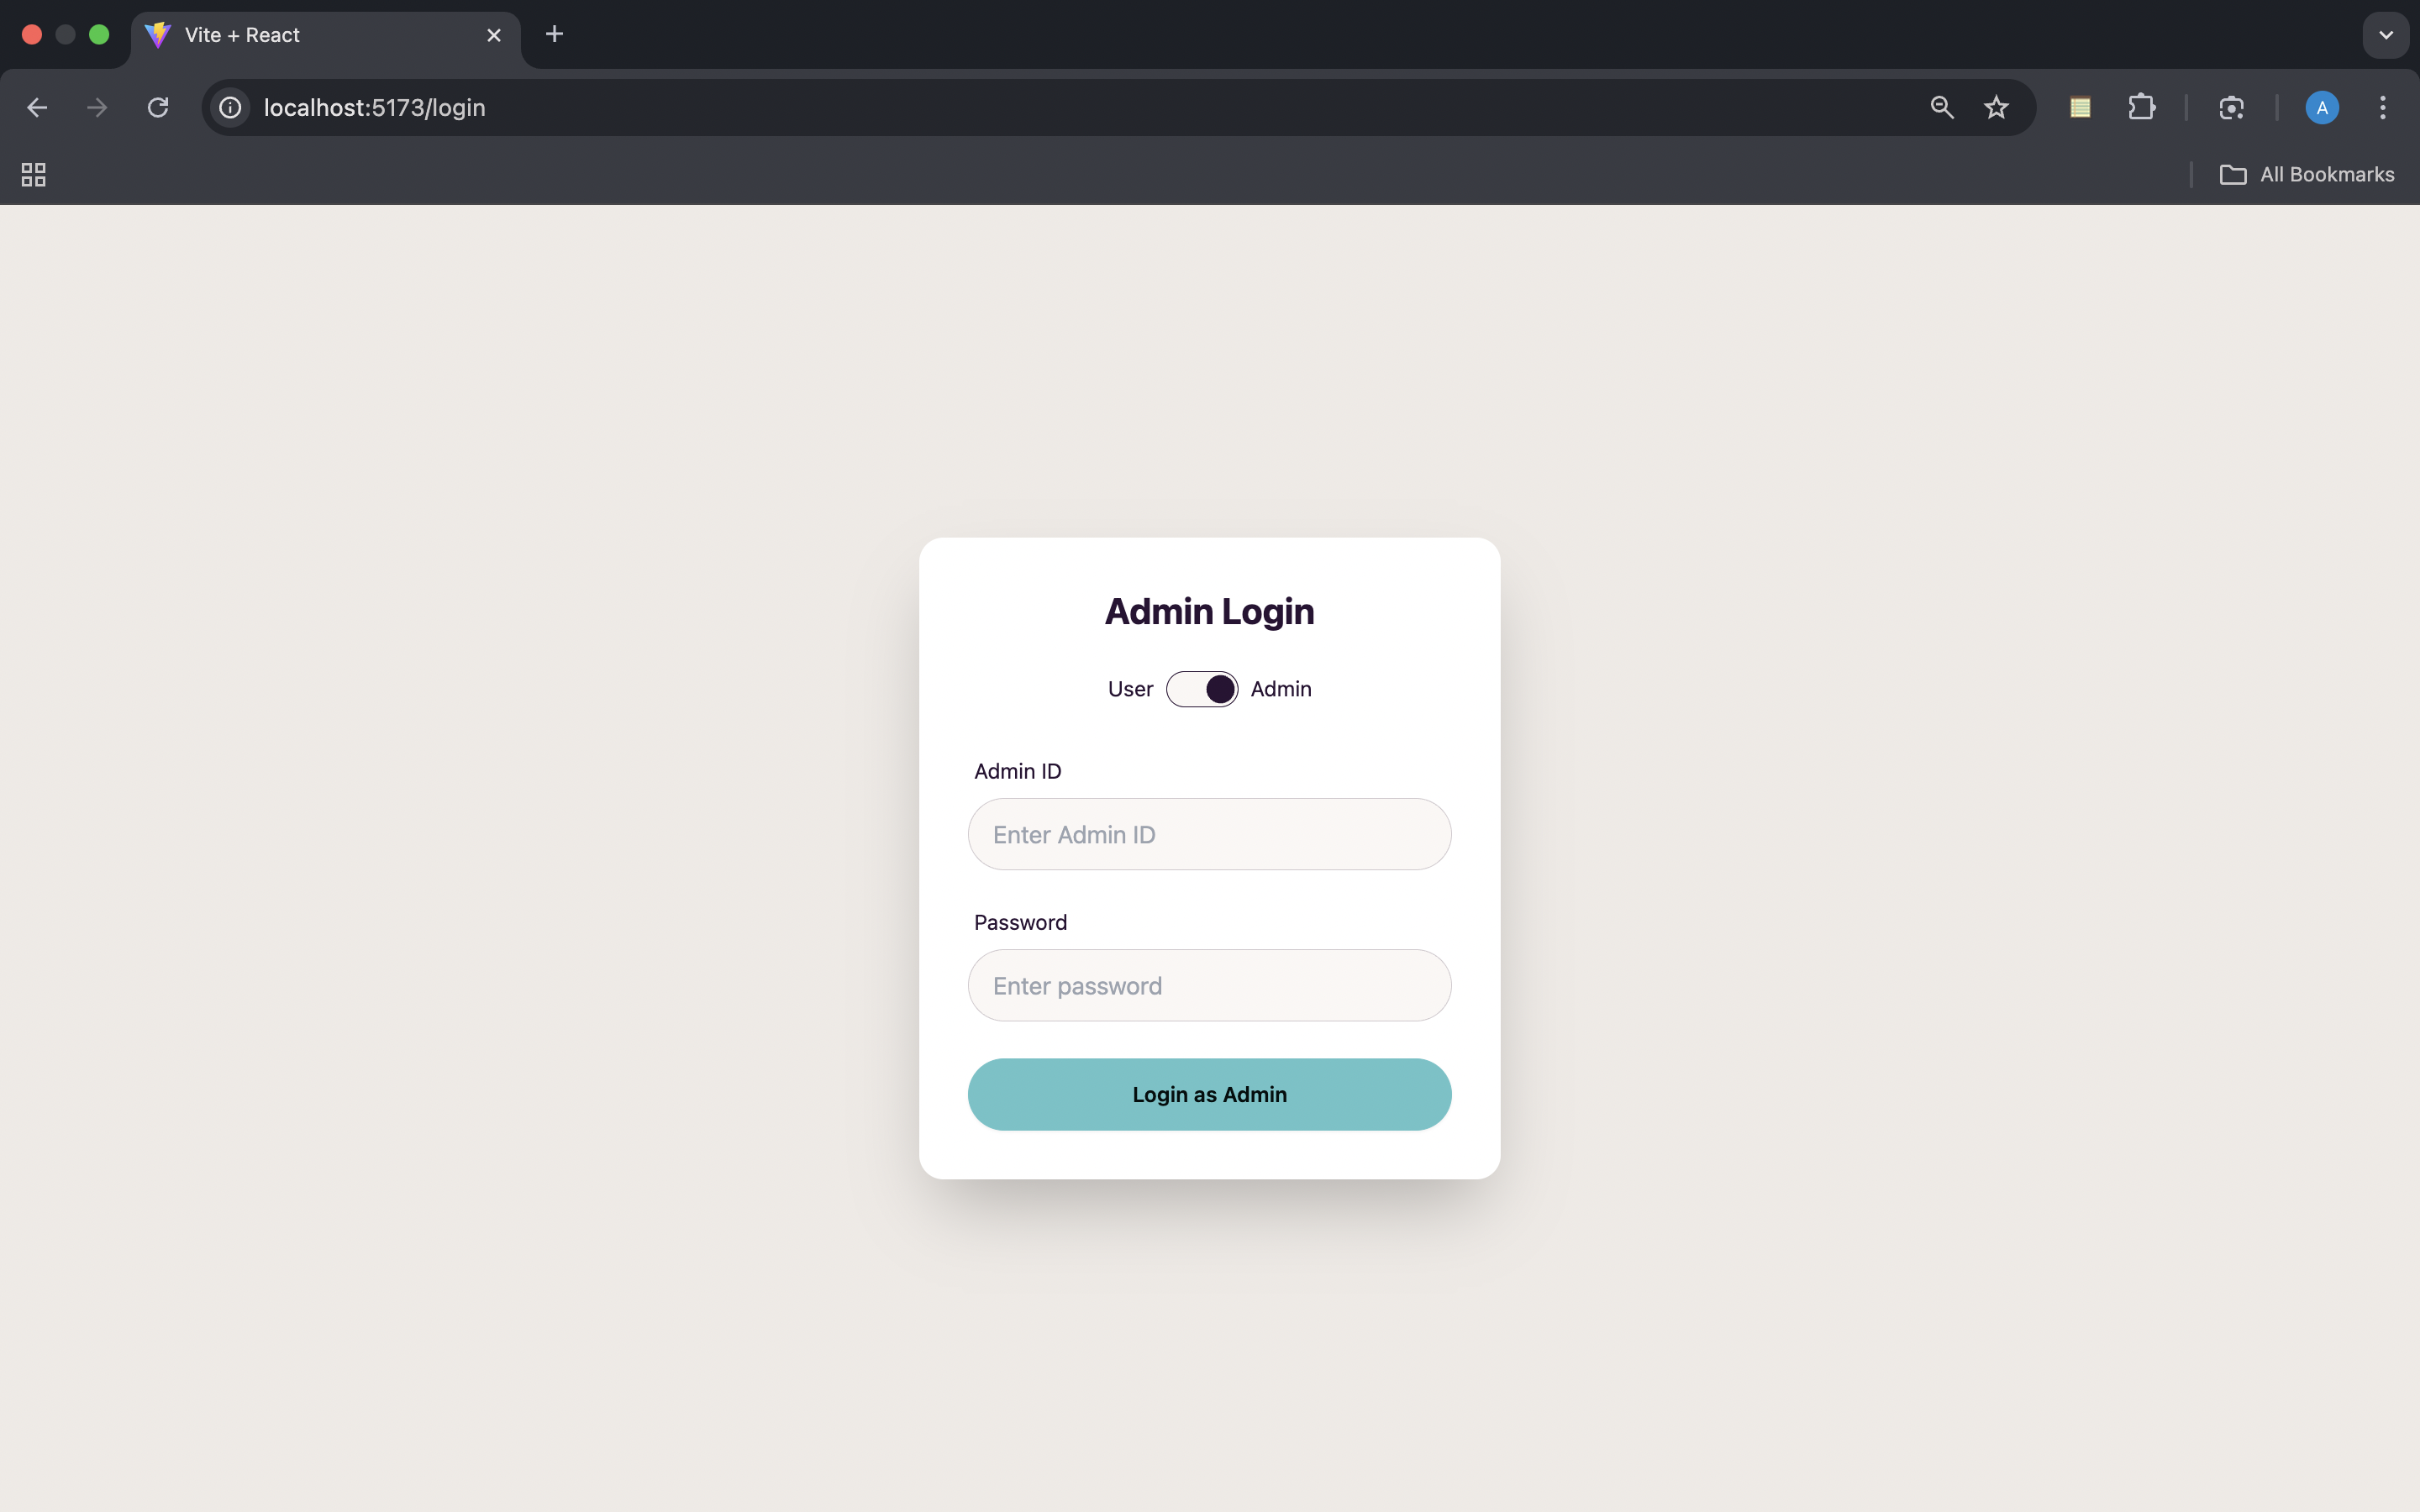 Vite + React
localhost:5173/login
A
All Bookmarks
Admin Login
User Admin
Admin ID
Enter Admin ID
Password
Enter password
Login as Admin